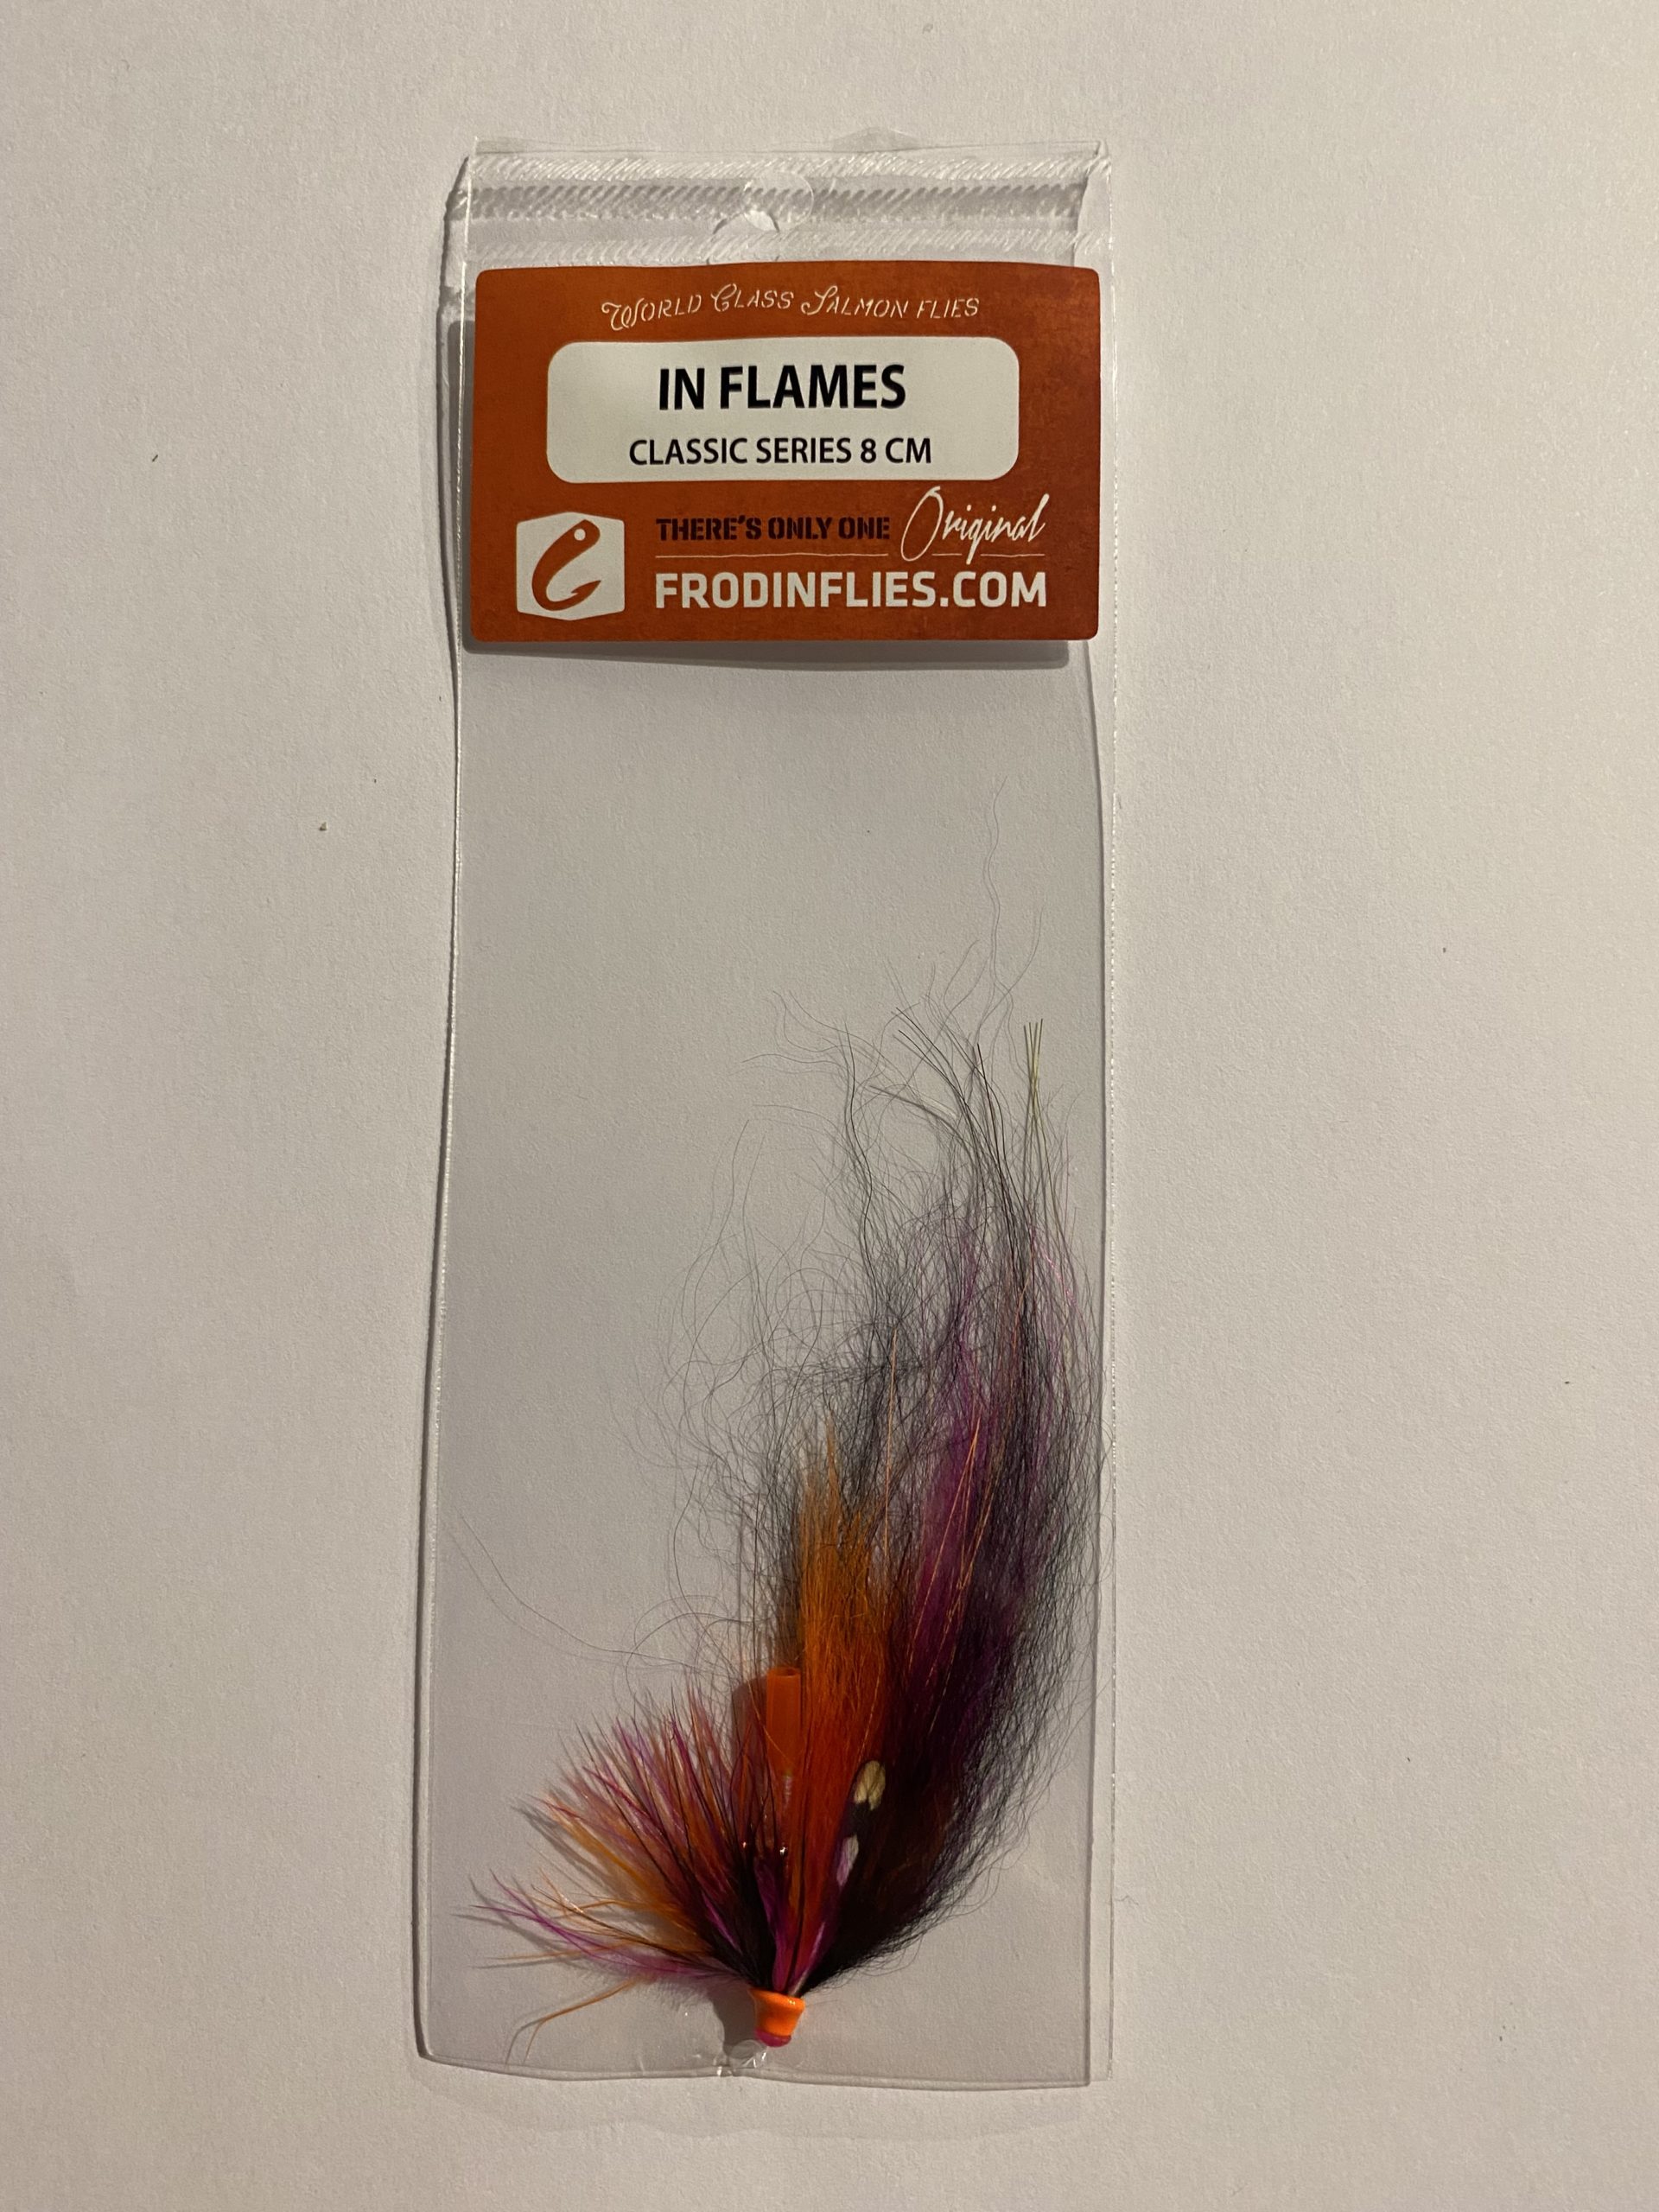 WORLD CLASS SALMON FLIES
IN FLAMES
CLASSIC SERIES 8 CM
THERE'S ONLY ONE Original
FRODINFLIES.COM